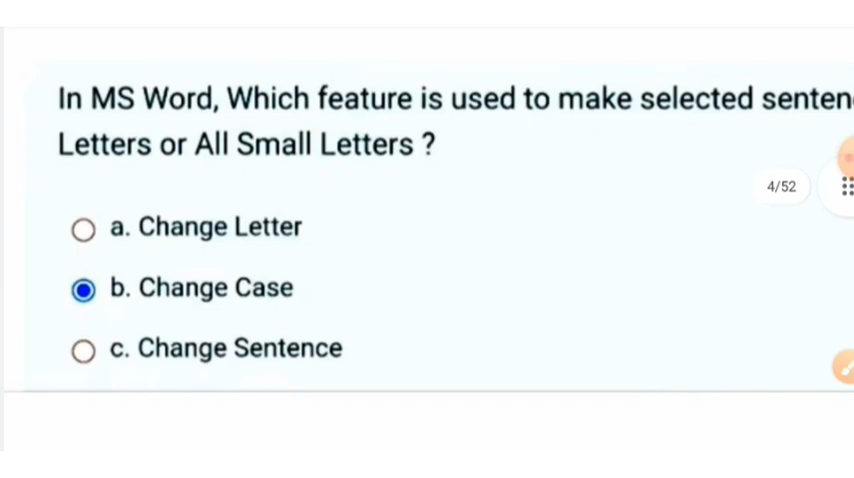 In MS Word, Which feature is used to make selected senten
Letters or All Small Letters ?
4/52
a. Change Letter
b. Change Case
c. Change Sentence